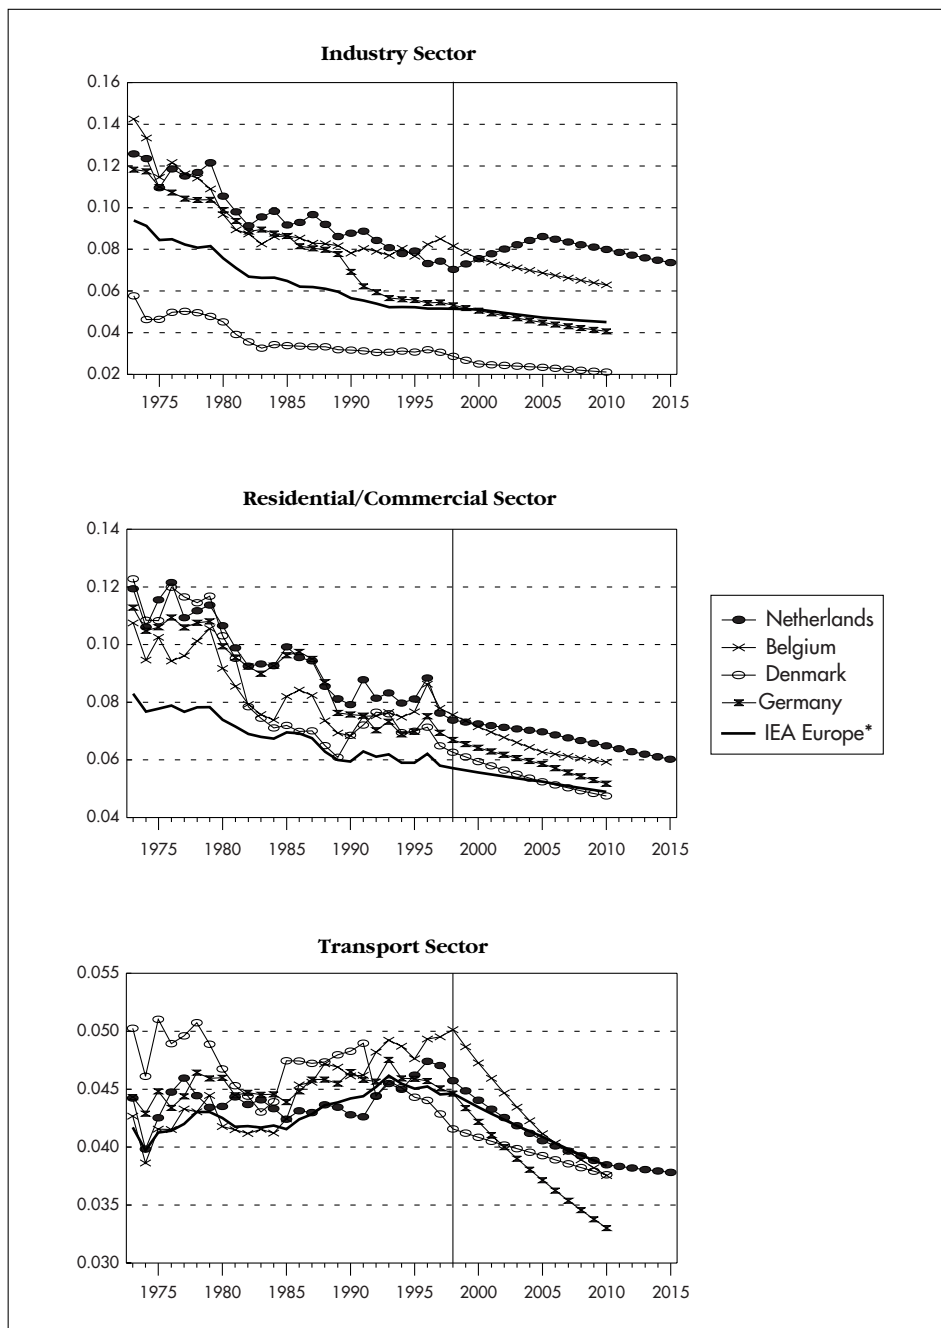 Industry Sector
0.16
0.14
0.12
0.10
0.08
0.06
0.04
0.02
1975 1980 1985 1990 1995 2000 2005 2010 2015
Residential/Commercial Sector
0.14
0.12
0.10
0.08
0.06
0.04
1975 1980 1985 1990 1995 2000 2005 2010 2015
Netherlands
Belgium
Denmark
Germany
IEA Europe*
Transport Sector
0.055
0.050
0.045
0.040
0.035
0.030
1975 1980 1985 1990 1995 2000 2005 2010 2015